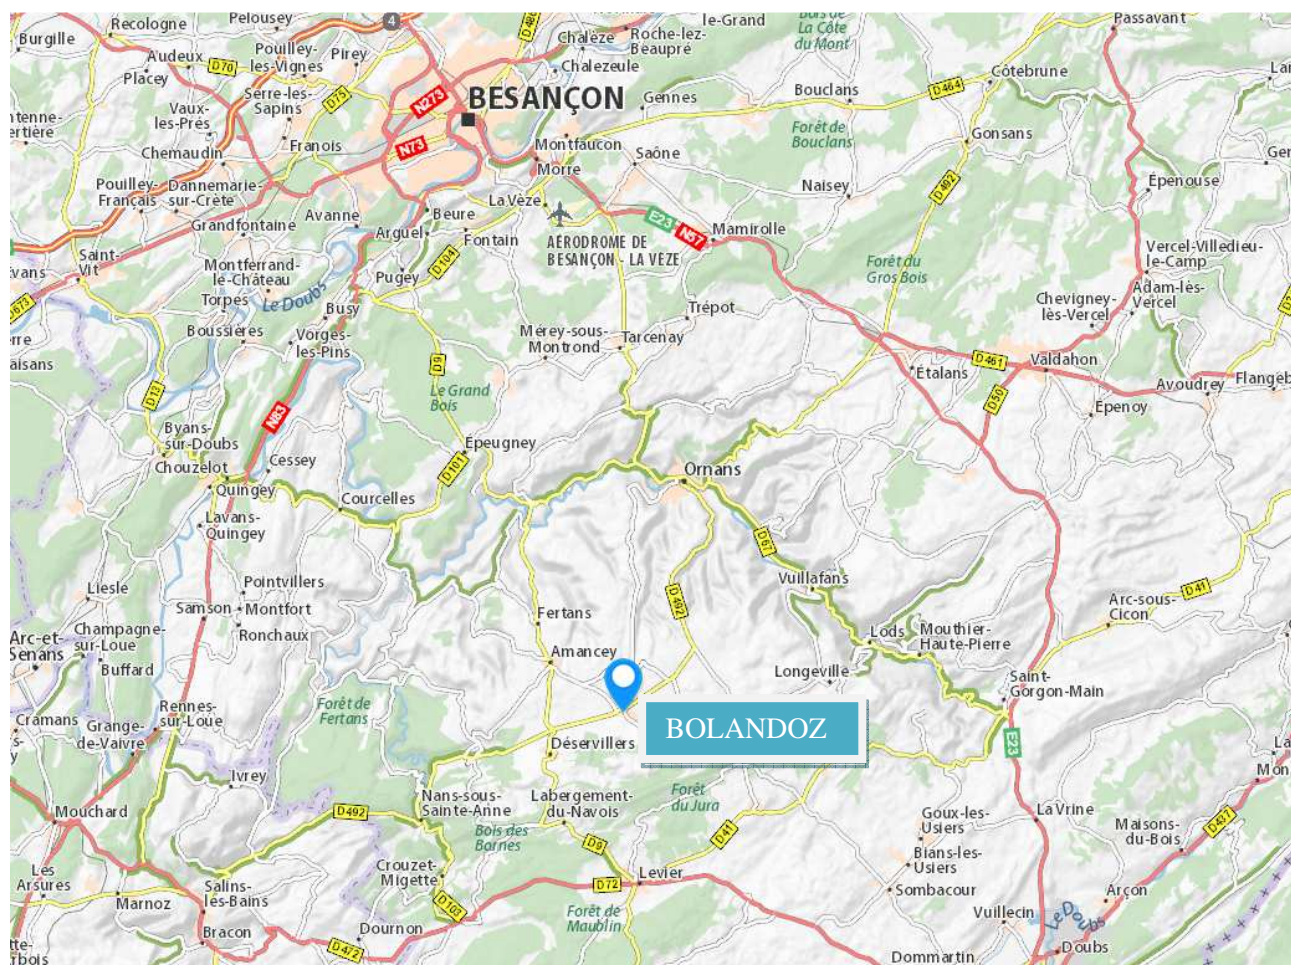 Recologne
Pelousey
4
D486
Chalèze
Roche-lez-
Beaupré
le-Grand
Bois de
La Côte
du Mont
Passavant
Burgille
Audeux
Pouilley-
les-Vignes
Pirey
D70
Placey
Chalezeule
Côtebrune
Serre-les-
Sapins
D75
N273
BESANÇON
Gennes
Bouclans
D464
Vaux-
les-Prés
Franois
N73
Montfaucon
Forêt de
Bouclans
Gonsans
Chemaudin
Morre
Saône
Pouilley-
Français
Dannemarie-
sur-Crète
Naisey
D492
Épenouse
Grandfontaine
Avanne
Beure
La Vèze
E23
N57
Mamirolle
Arguel
Fontain
AÉRODROME DE
BESANÇON - LA VÈZE
Saint-
Vit
Evans
Montferrand-
le-Château
D104
Pugey
Forêt du
Gros Bois
Vercel-Villedieu-
le-Camp
Adam-lès-
Vercel
D673
Torpes
Le Doubs
Busy
Trépot
Chevigney-
lès-Vercel
Boussières
Vorges-
les-Pins
Mérey-sous-
Montrond
Tarcenay
D9
D461
Valdahon
Étalans
D13
Le Grand
Bois
D50
Avoudrey
Flangeb
N83
Épenoy
Byans-
sur-Doubs
Épeugney
Chouzelot
Cessey
D101
Ornans
Quingey
Courcelles
Lavans-
Quingey
D67
Liesle
Pointvillers
Vuillafans
D41
Samson
Montfort
D492
Fertans
Arc-sous-
Cicon
Arc-et-
Senans
Champagne-
sur-Loue
Ronchaux
Lods
Mouthier-
Haute-Pierre
Buffard
Amancey
Longeville
Saint-
Gorgon-Main
Cramans
Rennes-
sur-Loue
Forêt de
Fertans
BOLANDOZ
Grange-
de-Vaivre
Déservillers
E23
Ivrey
Mouchard
D492
Nans-sous-
Sainte-Anne
Labergement-
du-Navois
Forêt
du Jura
Goux-les-
Usiers
La Vrine
Bois des
Bornes
D41
Maisons-
du-Bois
D437
D9
Bians-les-
Usiers
Les
Arsures
Crouzet-
Migette
Levier
D72
Sombacour
Arçon
Salins-
les-Bains
Marnoz
D103
Forêt de
Maublin
Vuillecin
Le Doubs
Bracon
D472
Dournon
Dommartin
Doubs